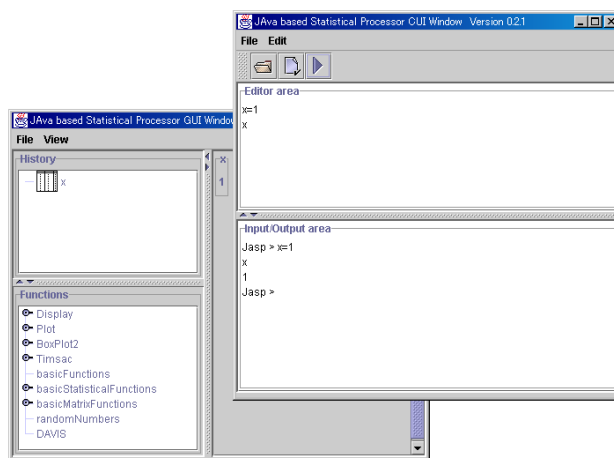 JAva based Statistical Processor GUI Window Version 0.2.1
File Edit
Editor area
x=1
x
Input/Output area
Jasp > x=1
x
1
Jasp >
JAva based Statistical Processor GUI Window
File View
History
x
Functions
Display
Plot
BoxPlot2
Timsac
basicFunctions
basicStatisticalFunctions
basicMatrixFunctions
randomNumbers
DAVIS
x
1